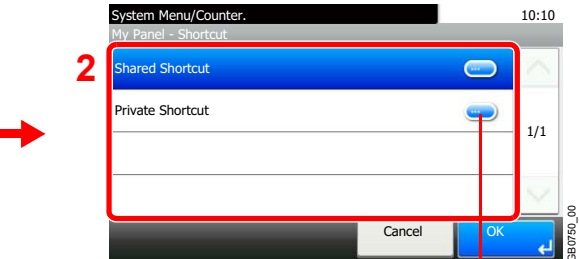 System Menu/Counter. 10:10
My Panel - Shortcut
2
Shared Shortcut
Private Shortcut
1/1
Cancel OK
GB0750_00